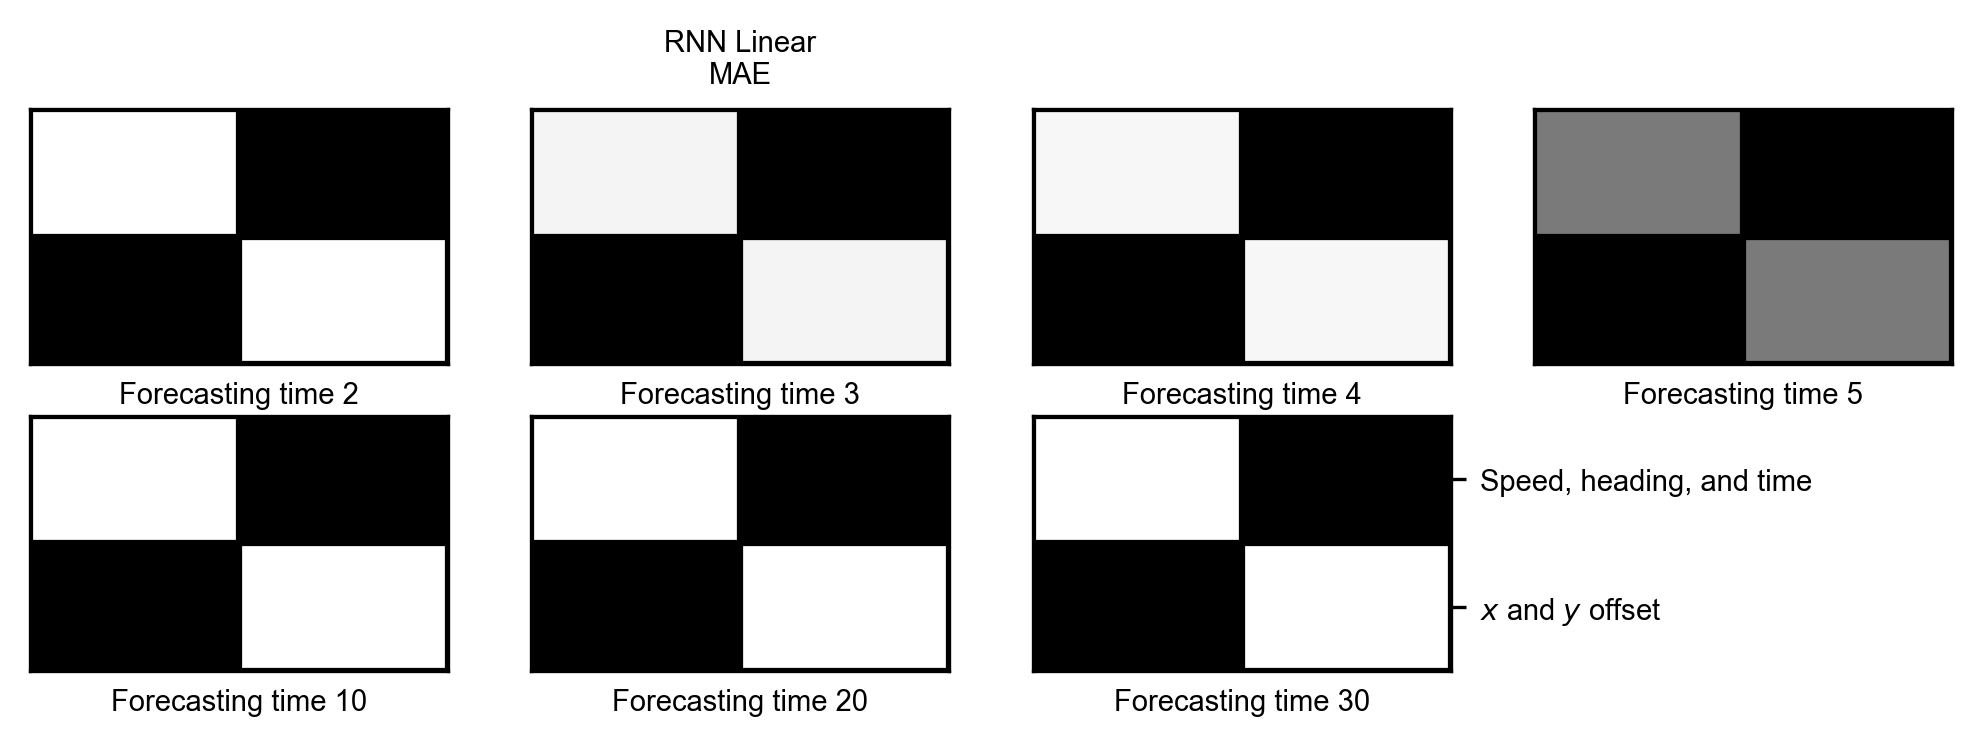 RNN Linear
MAE
Forecasting time 2
Forecasting time 3
Forecasting time 4
Forecasting time 5
Speed, heading, and time
x and y offset
Forecasting time 10
Forecasting time 20
Forecasting time 30